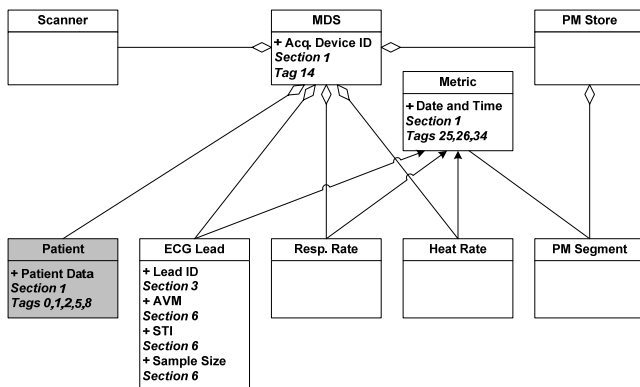 Scanner
MDS
+ Acq. Device ID
Section 1
Tag 14
PM Store
Metric
+ Date and Time
Section 1
Tags 25,26,34
Patient
+ Patient Data
Section 1
Tags 0,1,2,5,8
ECG Lead
+ Lead ID
Section 3
+ AVM
Section 6
+ STI
Section 6
+ Sample Size
Section 6
Resp. Rate
Heat Rate
PM Segment